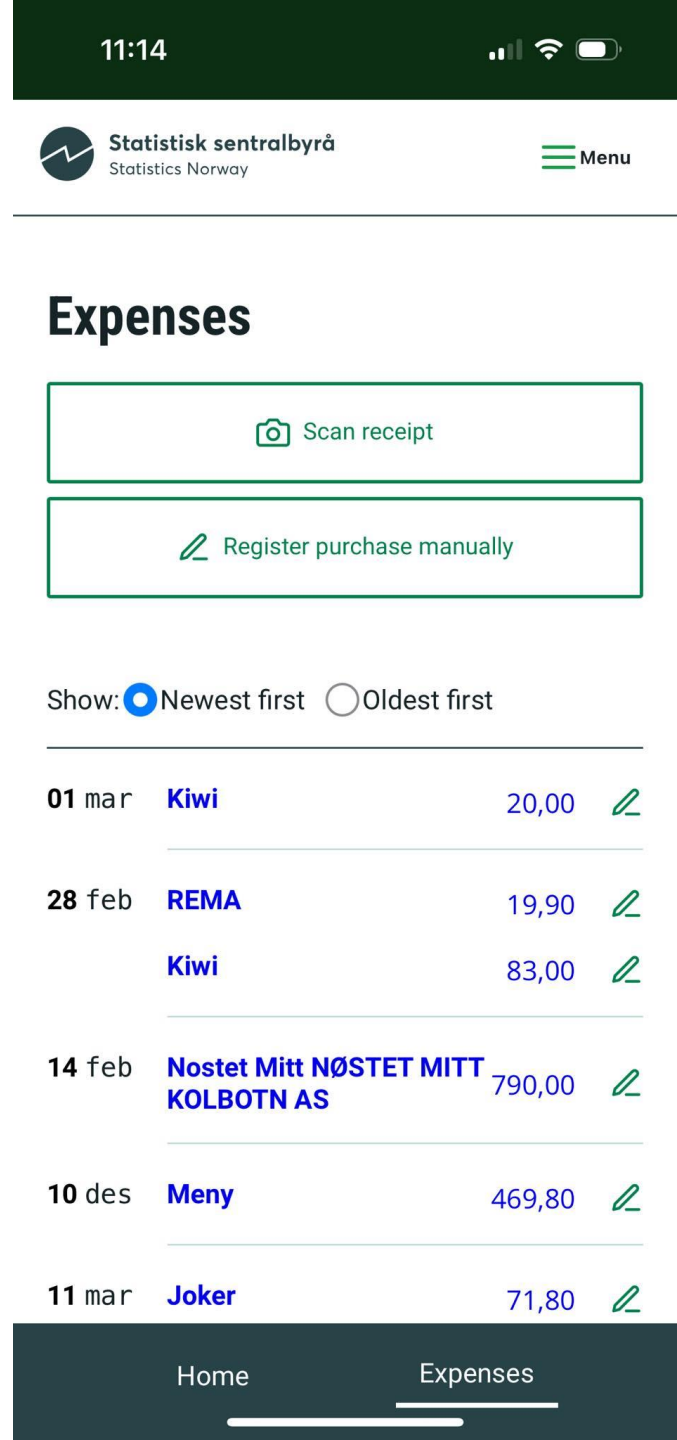 11:14
Statistisk sentralbyrå
Statistics Norway
Menu
Expenses
Scan receipt
Register purchase manually
Show: Newest first Oldest first
01 mar Kiwi 20,00
28 feb REMA 19,90
Kiwi 83,00
14 feb Nostet Mitt NØSTET MITT
KOLBOTN AS 790,00
10 des Meny 469,80
11 mar Joker 71,80
Home Expenses